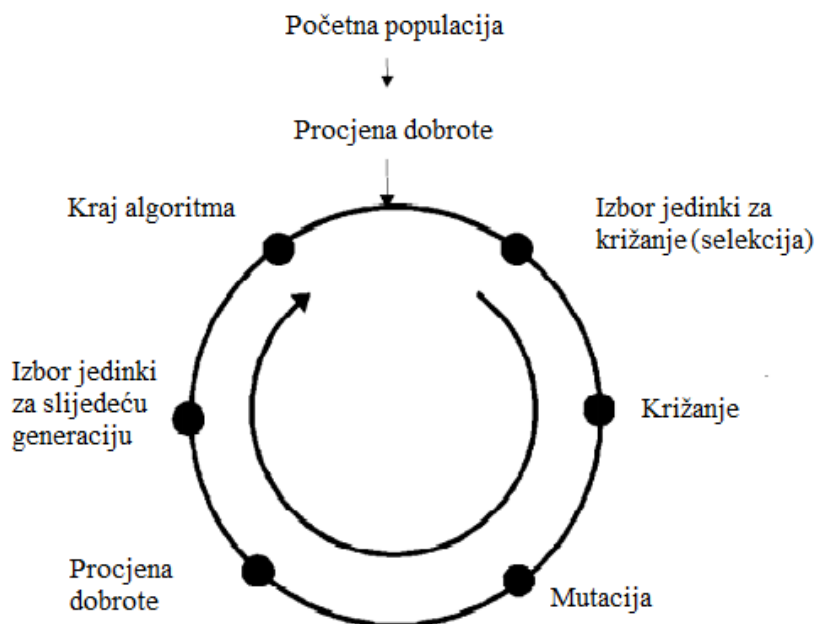 Početna populacija
Procjena dobrote
Kraj algoritma
Izbor jedinki za
križanje (selekcija)
Izbor jedinki
za slijedeću
generaciju
Križanje
Procjena
dobrote
Mutacija